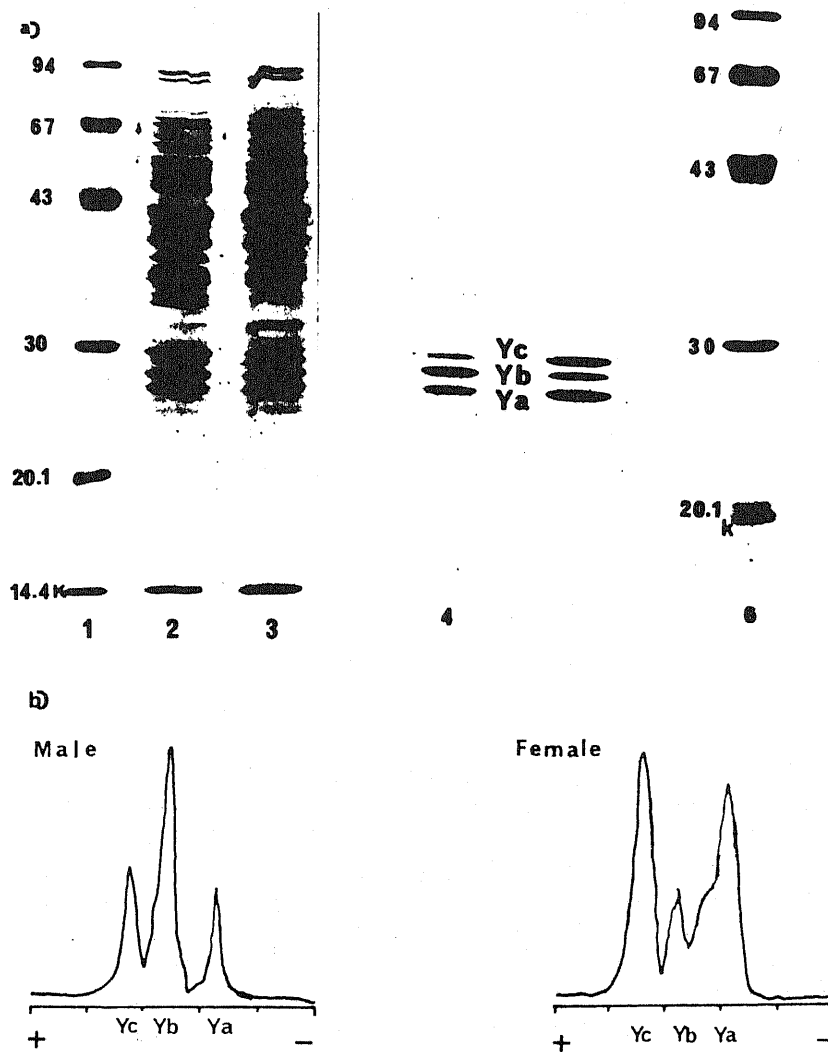 a)
94
67
43
30
20.1
14.4K
1 2 3
94
67
43
30
20.1
K
Yc
Yb
Ya
4 6
b)
Male
Female
+ Yc Yb Ya −
+ Yc Yb Ya −